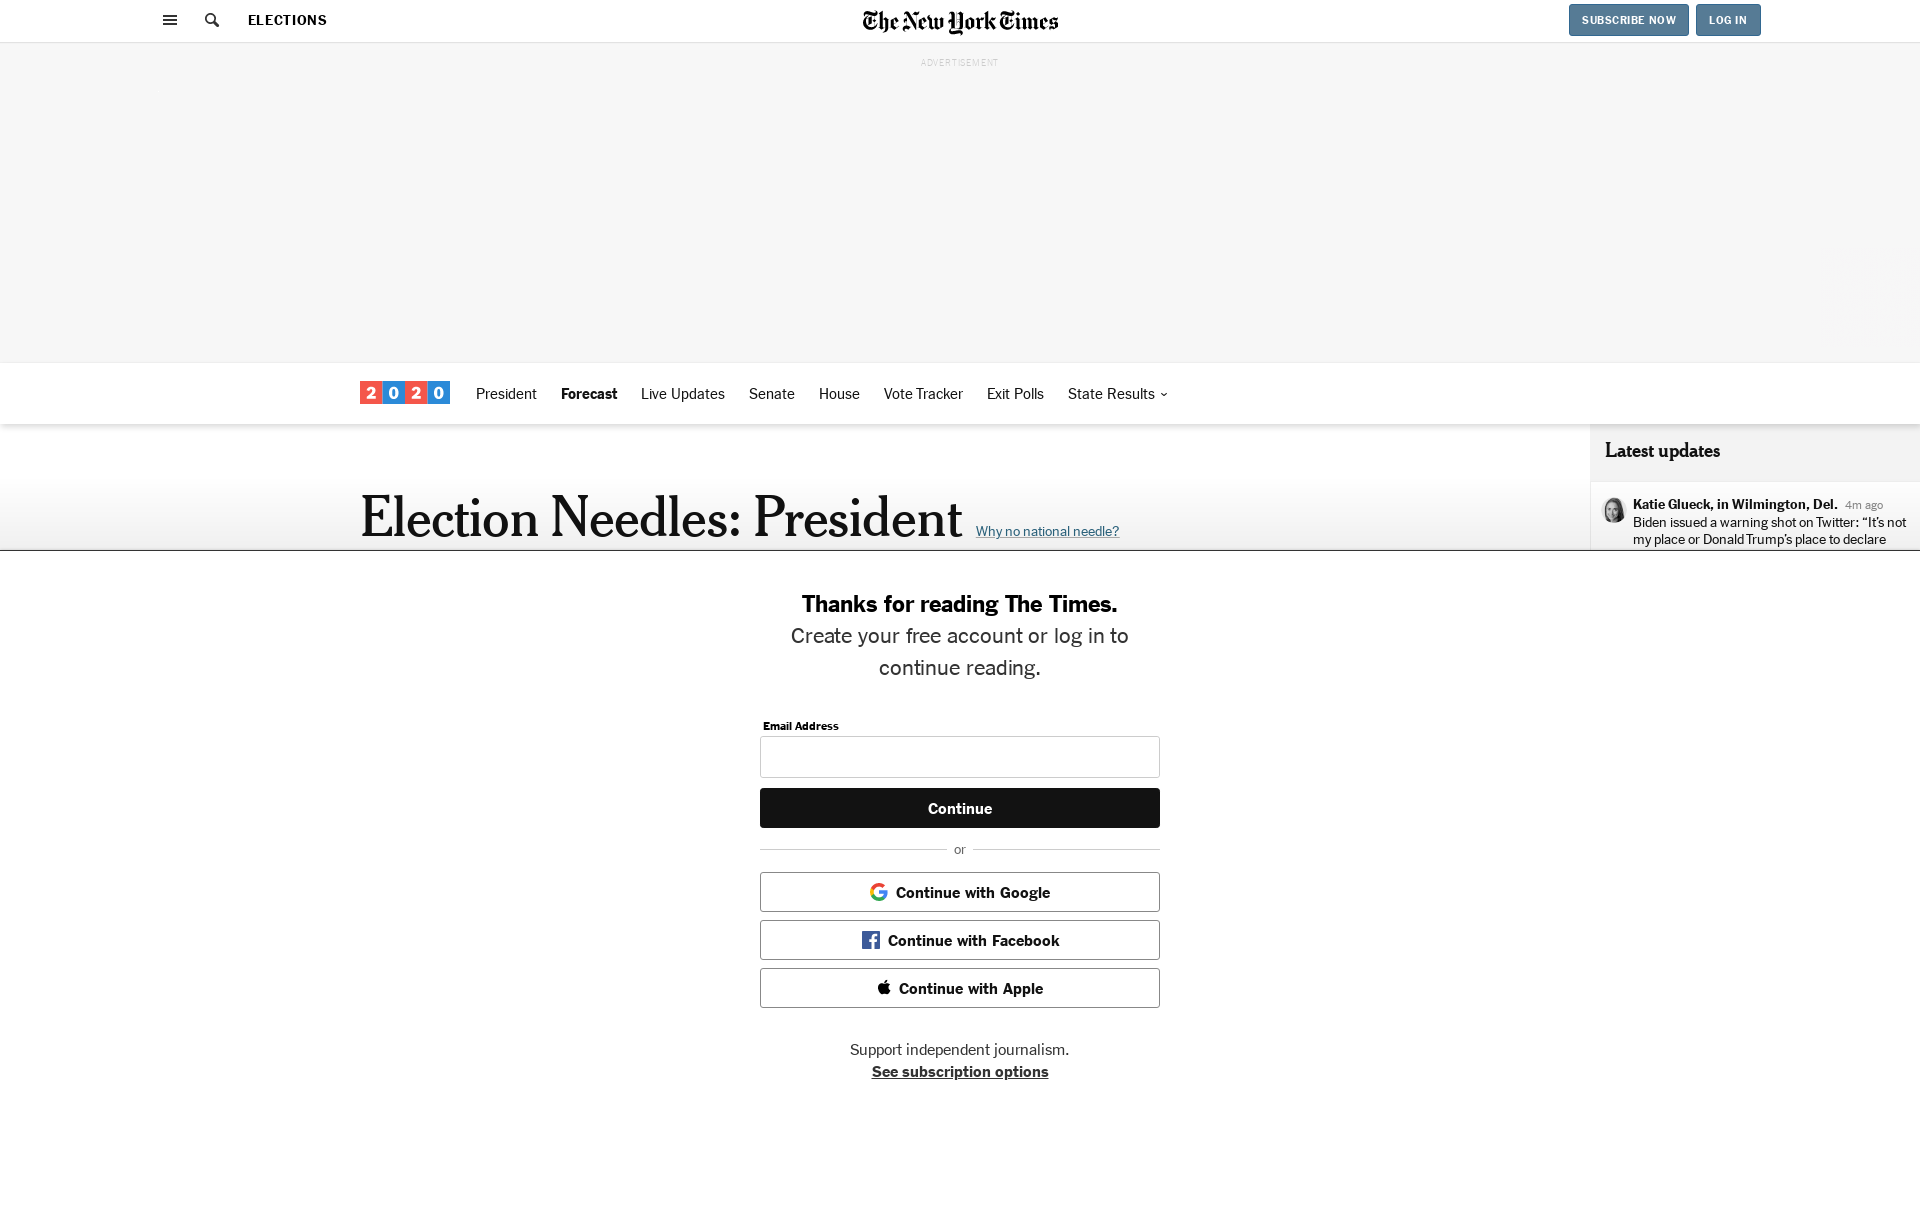 ELECTIONS
The New York Times
SUBSCRIBE NOW
LOG IN
ADVERTISEMENT
2020
President
Forecast
Live Updates
Senate
House
Vote Tracker
Exit Polls
State Results
Election Needles: President
Why no national needle?
Latest updates
Katie Glueck, in Wilmington, Del. 4m ago
Biden issued a warning shot on Twitter: “It’s not
my place or Donald Trump’s place to declare
Thanks for reading The Times.
Create your free account or log in to
continue reading.
Email Address
Continue
or
Continue with Google
Continue with Facebook
Continue with Apple
Support independent journalism.
See subscription options